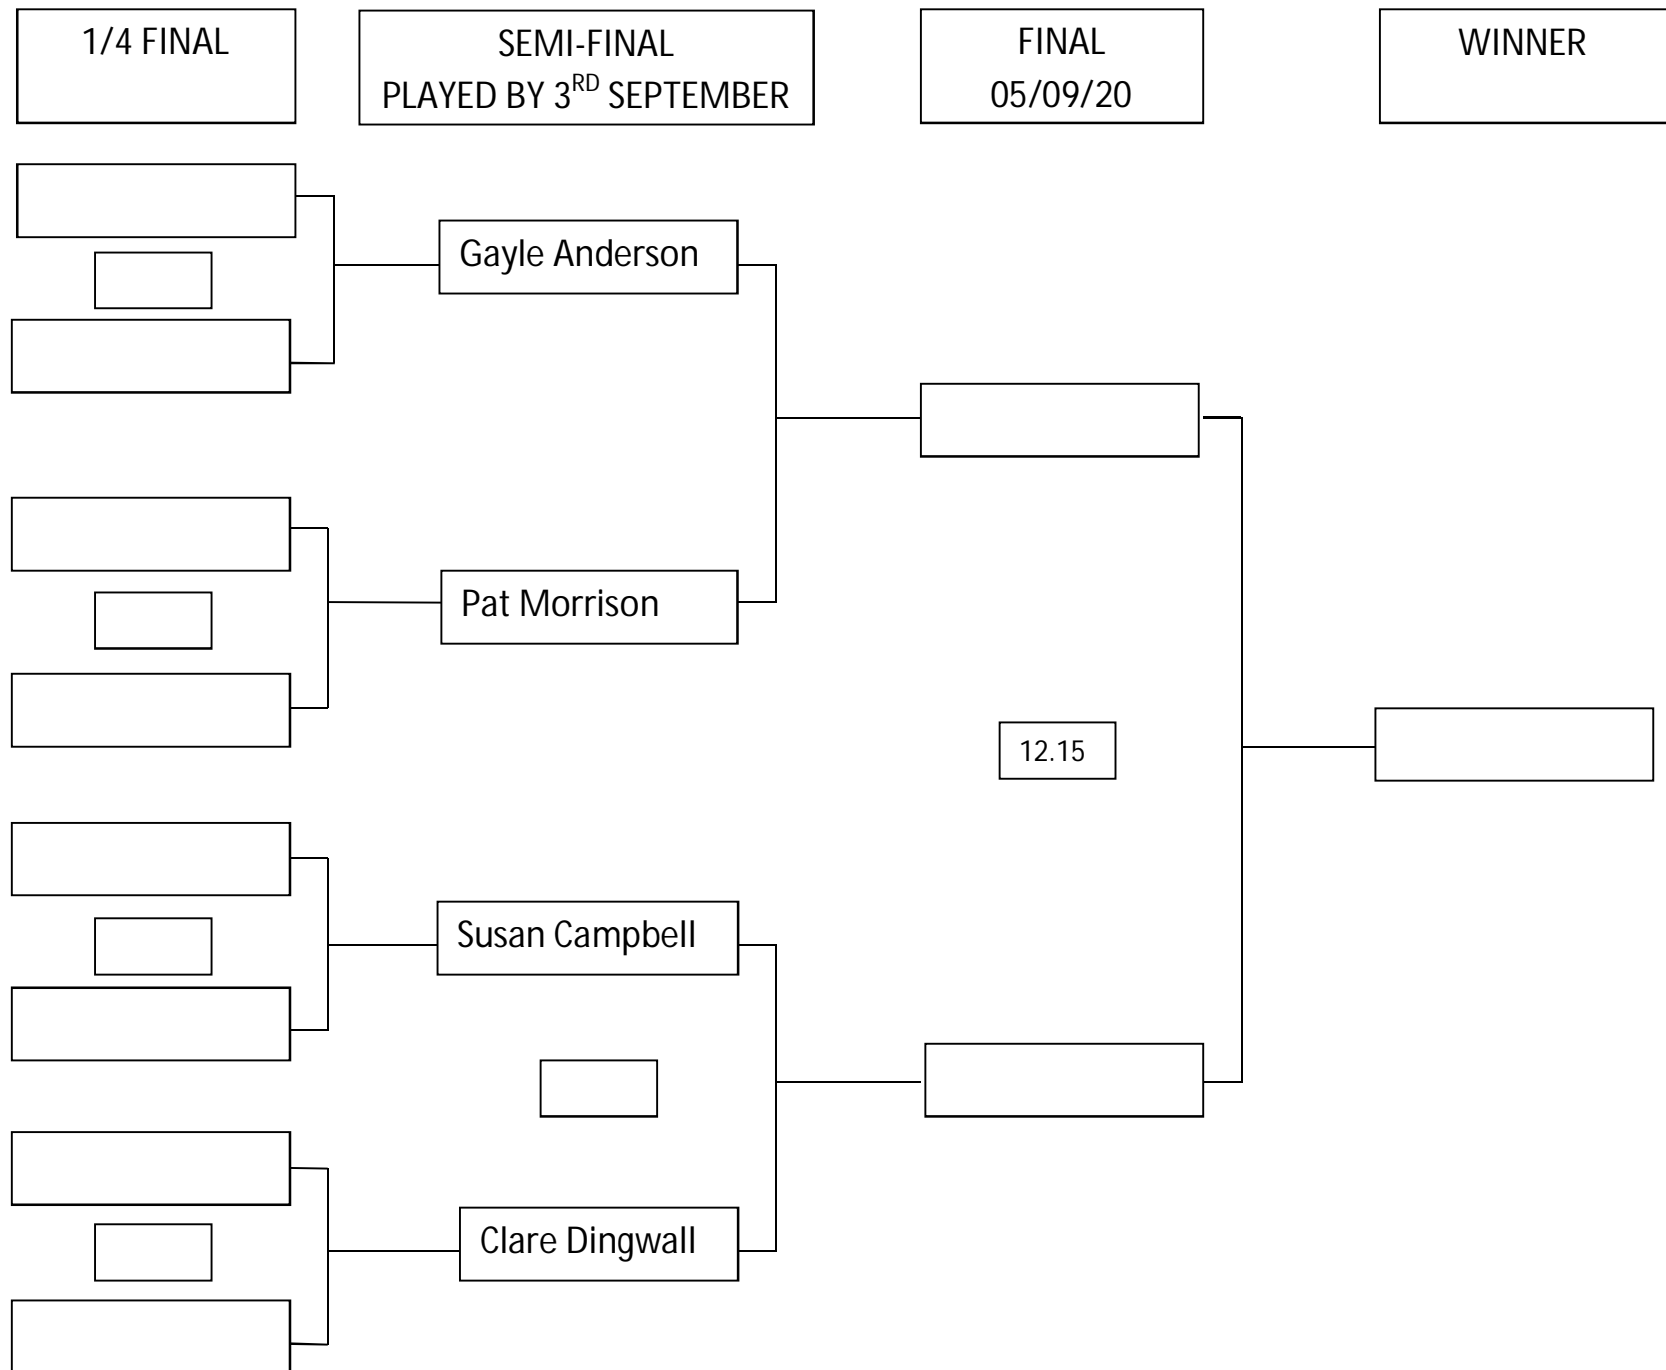 1/4 FINAL
SEMI-FINAL
PLAYED BY 3RD SEPTEMBER
FINAL
05/09/20
WINNER
Gayle Anderson
Pat Morrison
12.15
Susan Campbell
Clare Dingwall